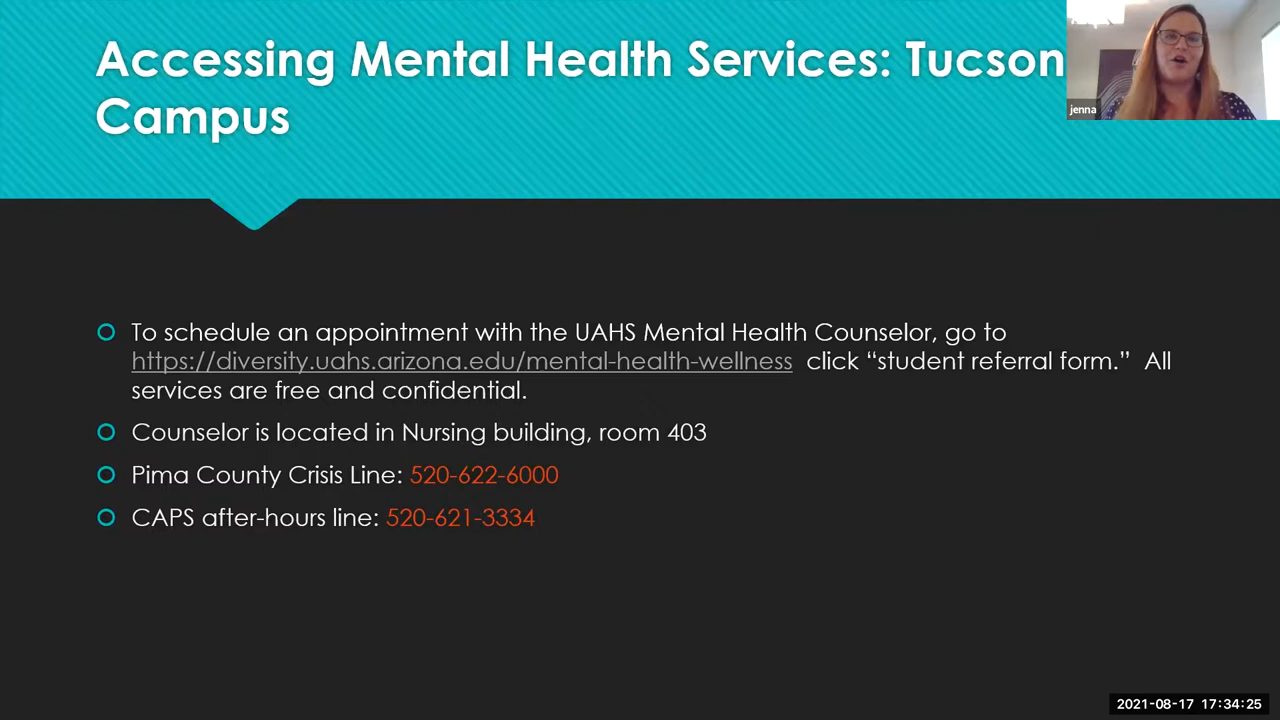 Accessing Mental Health Services: Tucson
Campus
jenna
To schedule an appointment with the UAHS Mental Health Counselor, go to
https://diversity.uahs.arizona.edu/mental-health-wellness click “student referral form.” All
services are free and confidential.
Counselor is located in Nursing building, room 403
Pima County Crisis Line: 520-622-6000
CAPS after-hours line: 520-621-3334
2021-08-17 17:34:25